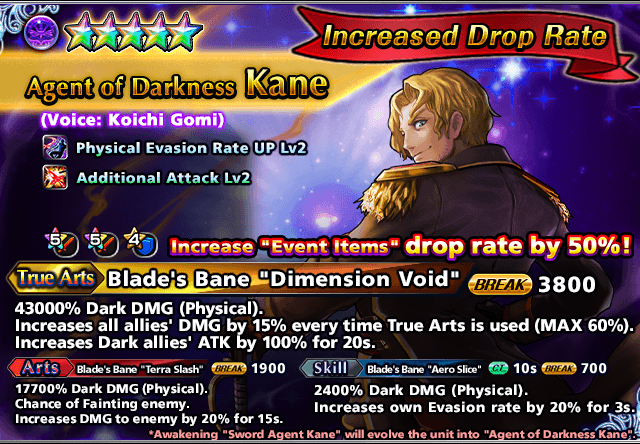 Increased Drop Rate
Agent of Darkness Kane
(Voice: Koichi Gomi)
Physical Evasion Rate UP Lv2
Additional Attack Lv2
5 5 4
Increase "Event Items" drop rate by 50%!
True Arts Blade's Bane "Dimension Void" BREAK 3800
43000% Dark DMG (Physical).
Increases all allies' DMG by 15% every time True Arts is used (MAX 60%).
Increases Dark allies' ATK by 100% for 20s.
Arts Blade's Bane "Terra Slash" BREAK 1900
17700% Dark DMG (Physical).
Chance of Fainting enemy.
Increases DMG to enemy by 20% for 15s.
Skill Blade's Bane "Aero Slice" C.T. 10s BREAK 700
2400% Dark DMG (Physical).
Increases own Evasion rate by 20% for 3s.
*Awakening "Sword Agent Kane" will evolve the unit into "Agent of Darkness Kane".